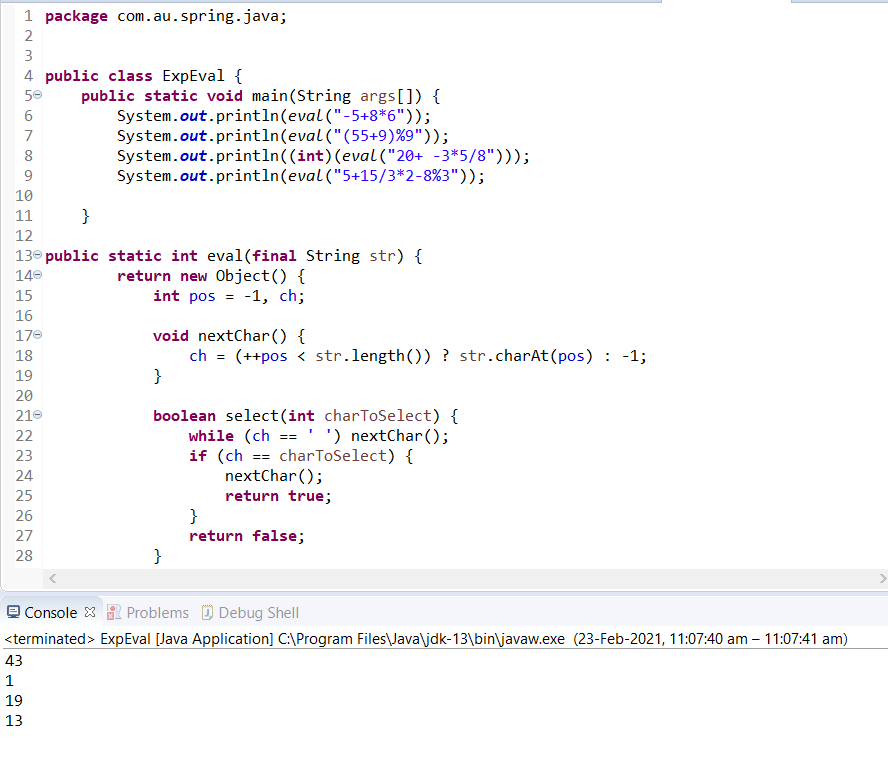 1 package com.au.spring.java;
2
3
4 public class ExpEval {
5 public static void main(String args[]) {
6 System.out.println(eval("-5+8*6"));
7 System.out.println(eval("(55+9)%9"));
8 System.out.println((int)(eval("20+ -3*5/8")));
9 System.out.println(eval("5+15/3*2-8%3"));
10
11 }
12
13 public static int eval(final String str) {
14 return new Object() {
15 int pos = -1, ch;
16
17 void nextChar() {
18 ch = (++pos < str.length()) ? str.charAt(pos) : -1;
19 }
20
21 boolean select(int charToSelect) {
22 while (ch == ' ') nextChar();
23 if (ch == charToSelect) {
24 nextChar();
25 return true;
26 }
27 return false;
28 }
Console Problems Debug Shell
<terminated> ExpEval [Java Application] C:\Program Files\Java\jdk-13\bin\javaw.exe (23-Feb-2021, 11:07:40 am – 11:07:41 am)
43
1
19
13